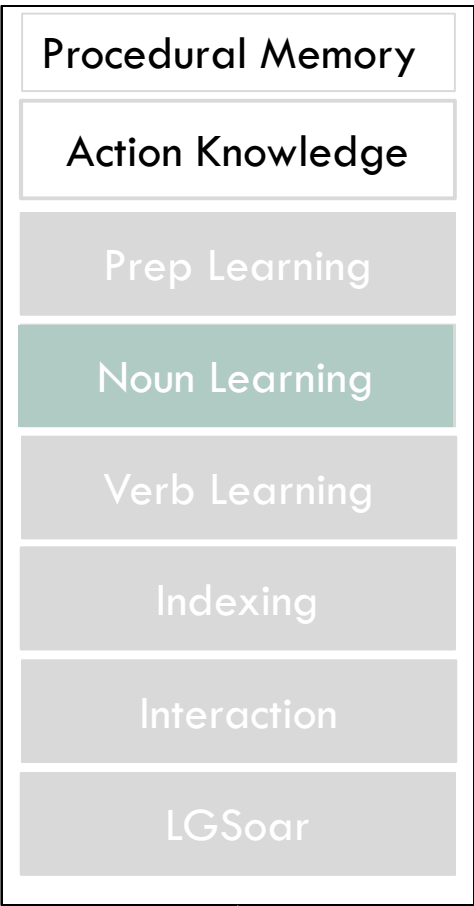 Procedural Memory
Action Knowledge
Prep Learning
Noun Learning
Verb Learning
Indexing
Interaction
LGSoar